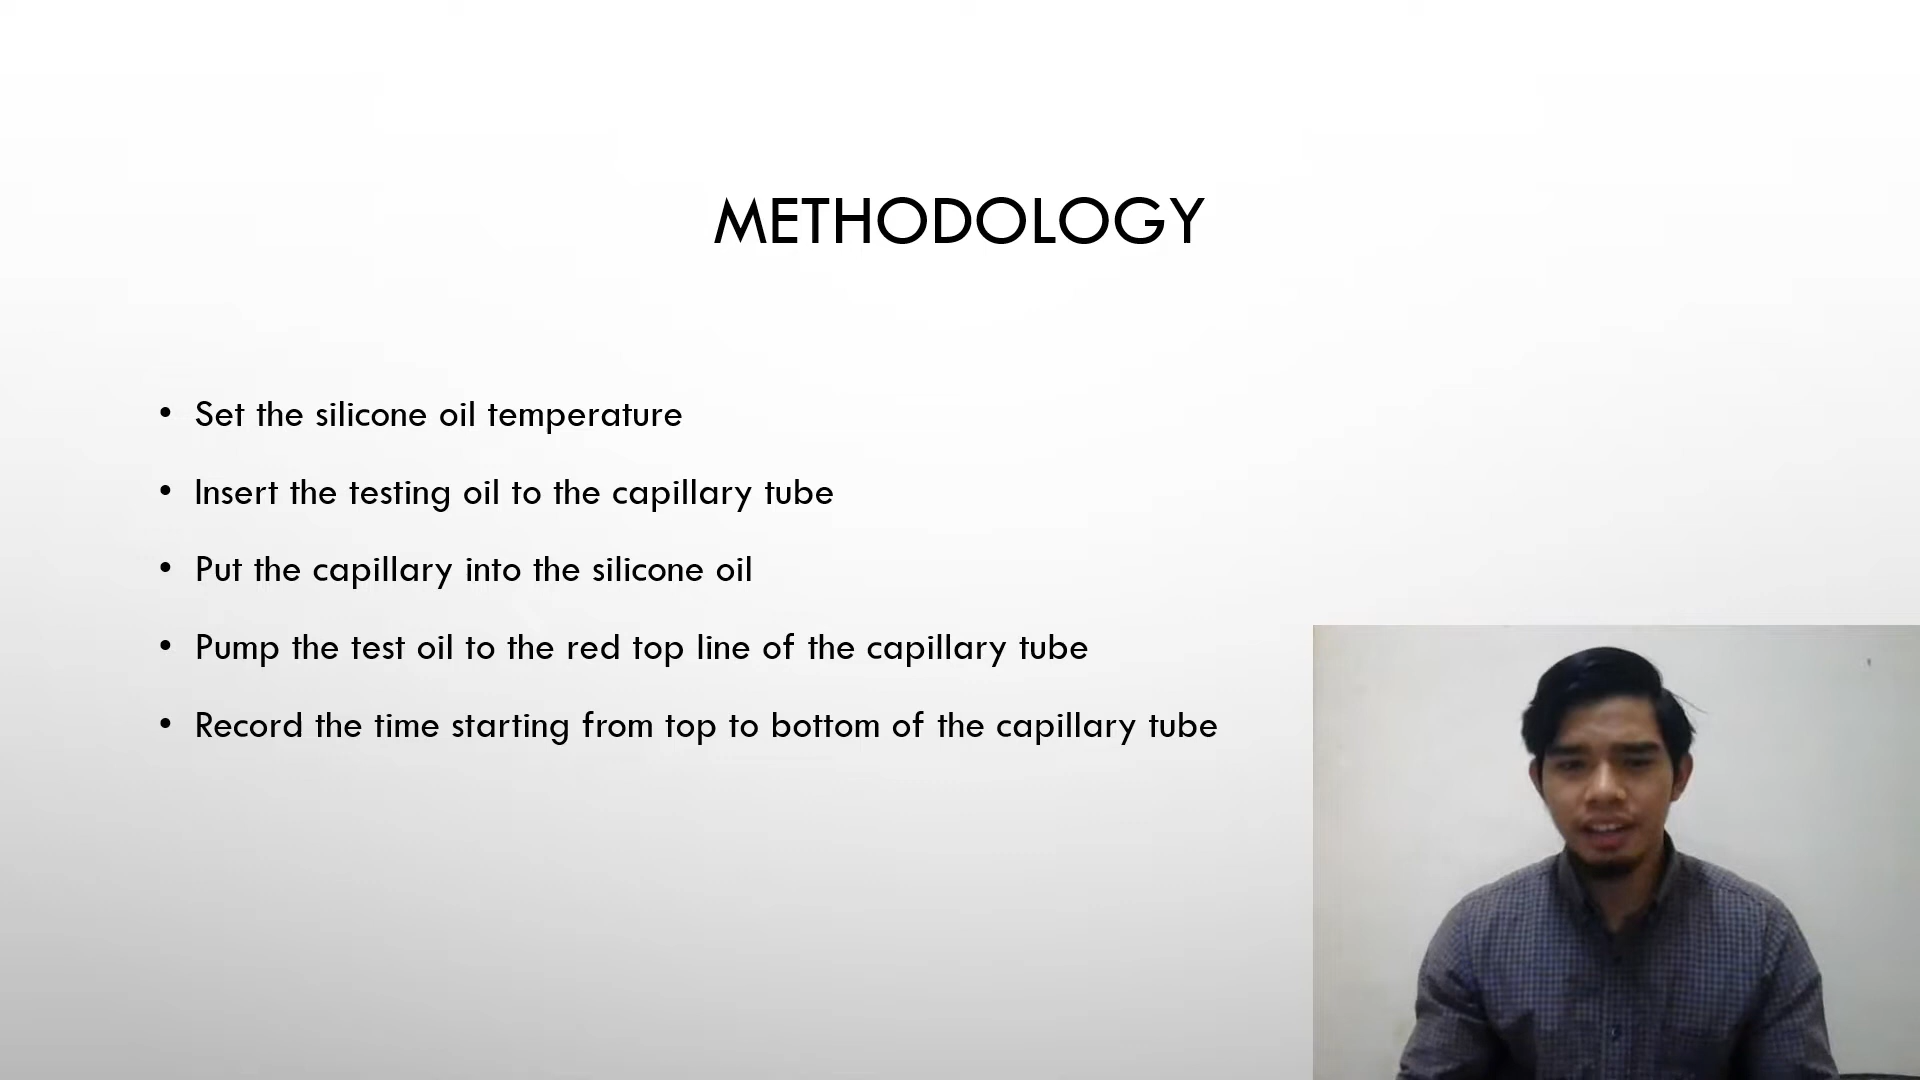 METHODOLOGY
• Set the silicone oil temperature
• Insert the testing oil to the capillary tube
• Put the capillary into the silicone oil
• Pump the test oil to the red top line of the capillary tube
• Record the time starting from top to bottom of the capillary tube